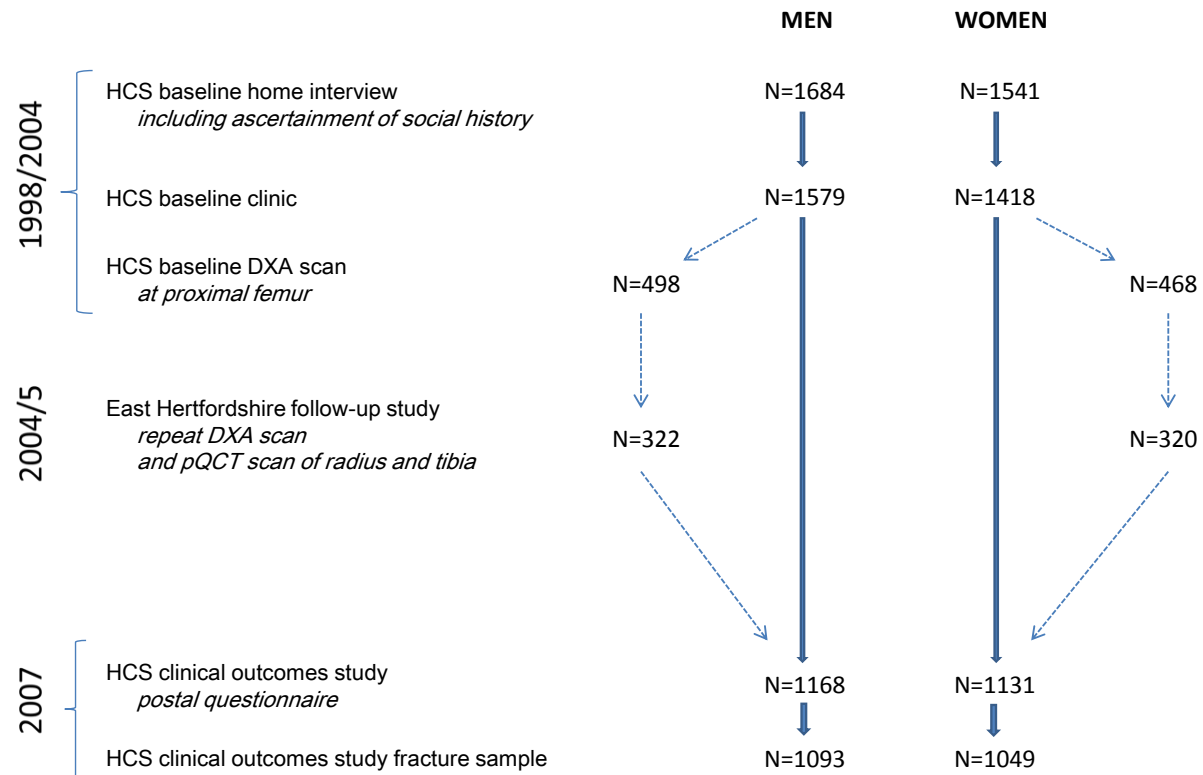 MEN WOMEN
1998/2004
HCS baseline home interview N=1684 N=1541
including ascertainment of social history
HCS baseline clinic N=1579 N=1418
HCS baseline DXA scan
at proximal femur N=498 N=468
2004/5
East Hertfordshire follow-up study
repeat DXA scan N=322 N=320
and pQCT scan of radius and tibia
2007
HCS clinical outcomes study N=1168 N=1131
postal questionnaire
HCS clinical outcomes study fracture sample N=1093 N=1049